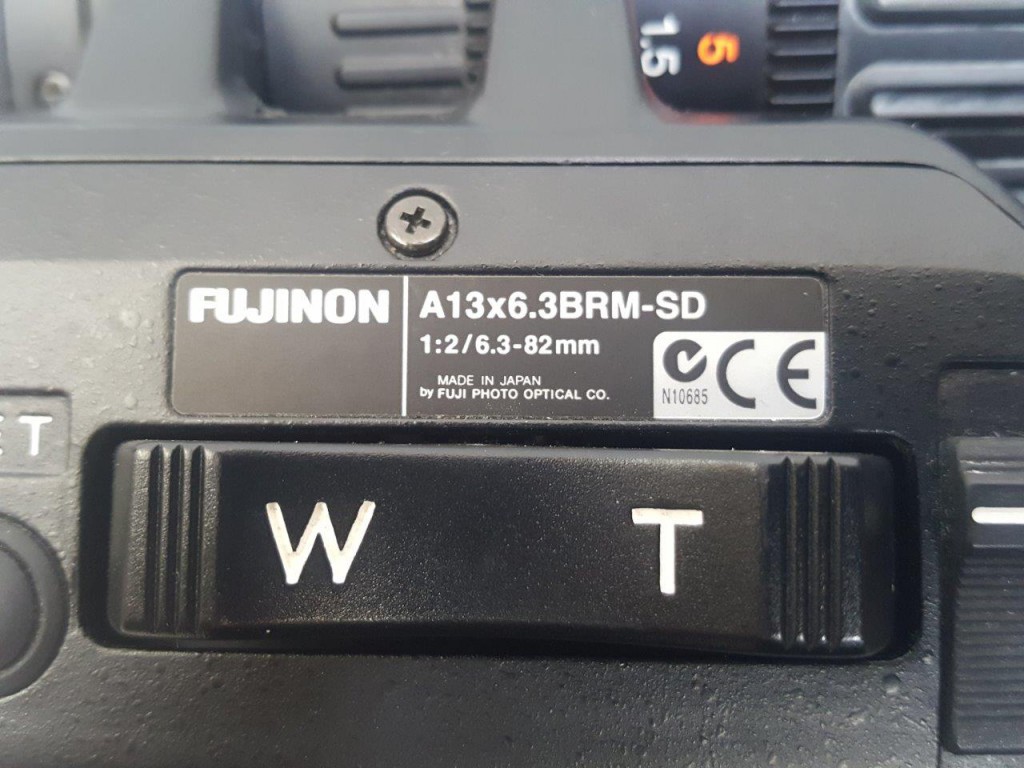 5
1.5
FUJINON
A13x6.3BRM-SD
1:2/6.3-82mm
MADE IN JAPAN
by FUJI PHOTO OPTICAL CO.
N10685
CE
ET
W T